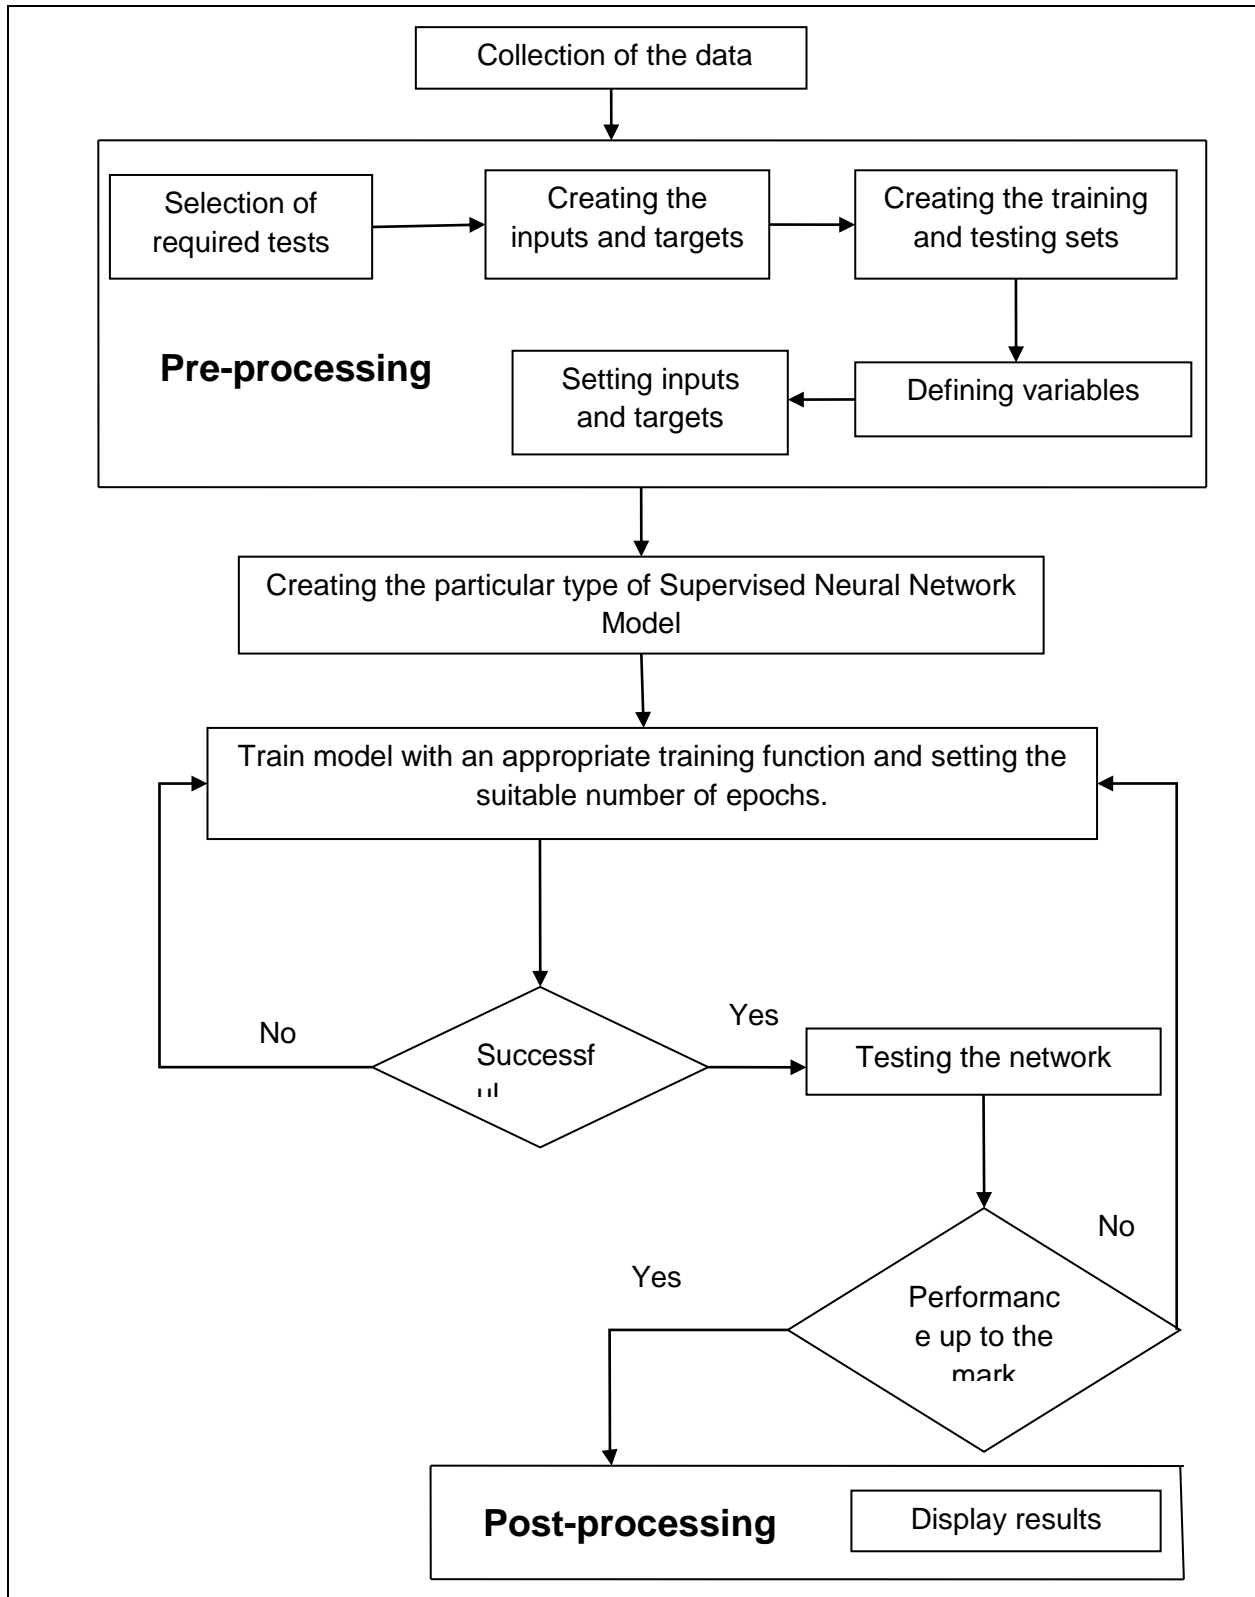 Collection of the data
Selection of
required tests
Creating the
inputs and targets
Creating the training
and testing sets
Pre-processing
Setting inputs
and targets
Defining variables
Creating the particular type of Supervised Neural Network
Model
Train model with an appropriate training function and setting the
suitable number of epochs.
No
Successf
ul
Yes
Testing the network
No
Yes
Performanc
e up to the
mark
Post-processing
Display results